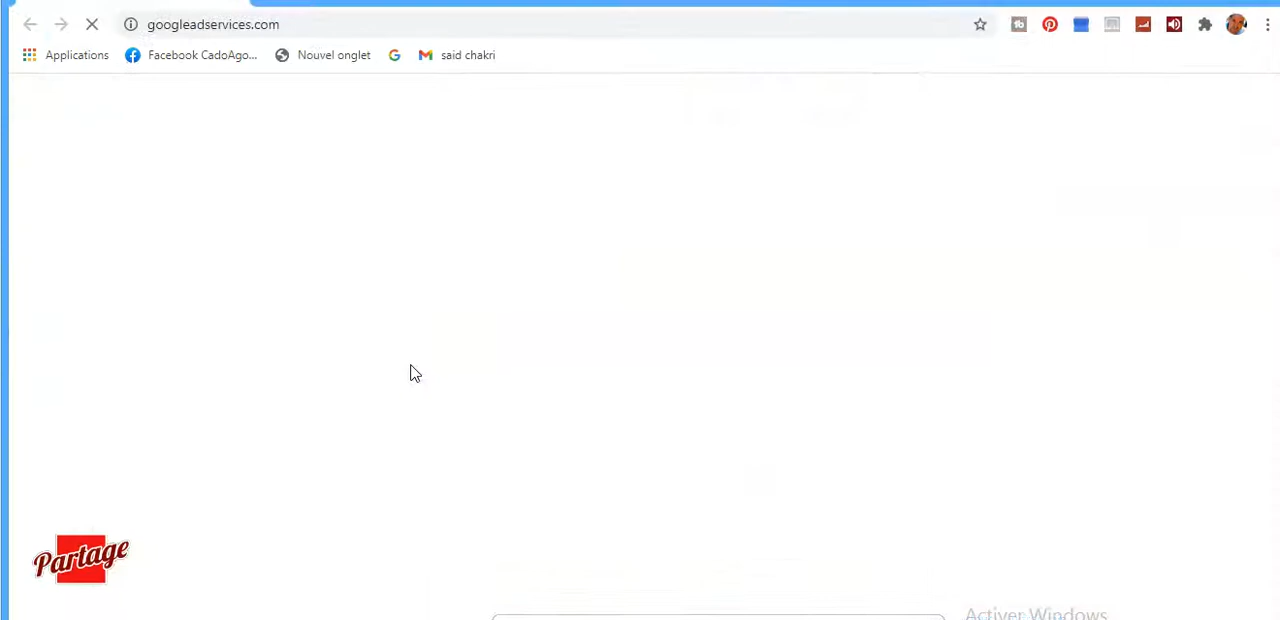 googleadservices.com
Applications Facebook CadoAgo... Nouvel onglet said chakri
Partage
Activer Windows